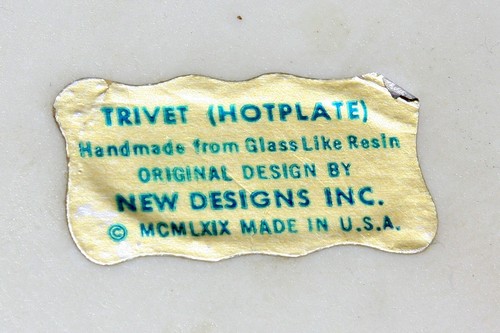 TRIVET (HOTPLATE)
Handmade from Glass Like Resin
ORIGINAL DESIGN BY
NEW DESIGNS INC.
© MCMLXIX MADE IN U.S.A.